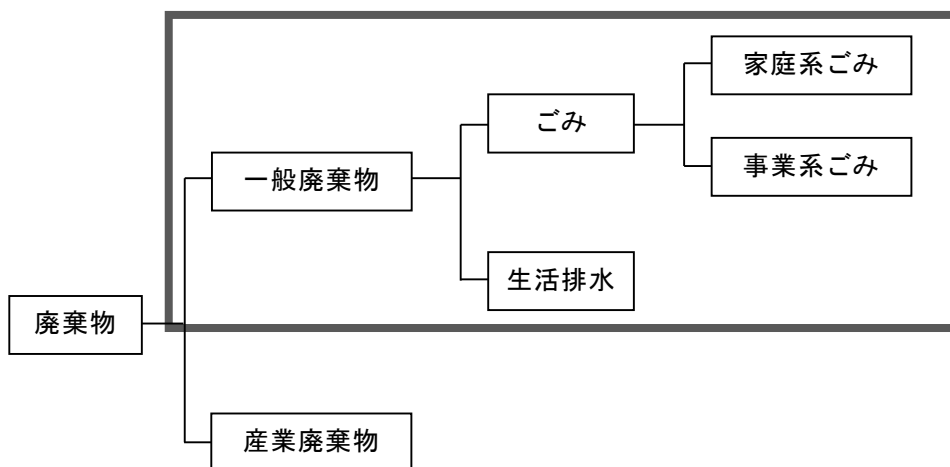 家庭系ごみ
ごみ
事業系ごみ
一般廃棄物
生活排水
廃棄物
産業廃棄物